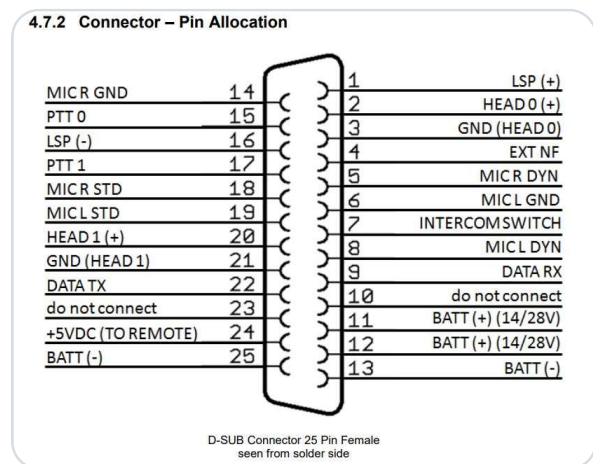 4.7.2 Connector – Pin Allocation
MIC R GND 14
PTT 0 15
LSP (-) 16
PTT 1 17
MIC R STD 18
MIC L STD 19
HEAD 1 (+) 20
GND (HEAD 1) 21
DATA TX 22
do not connect 23
+5VDC (TO REMOTE) 24
BATT (-) 25
1 LSP (+)
2 HEAD 0 (+)
3 GND (HEAD 0)
4 EXT NF
5 MIC R DYN
6 MIC L GND
7 INTERCOM SWITCH
8 MIC L DYN
9 DATA RX
10 do not connect
11 BATT (+) (14/28V)
12 BATT (+) (14/28V)
13 BATT (-)
D-SUB Connector 25 Pin Female
seen from solder side